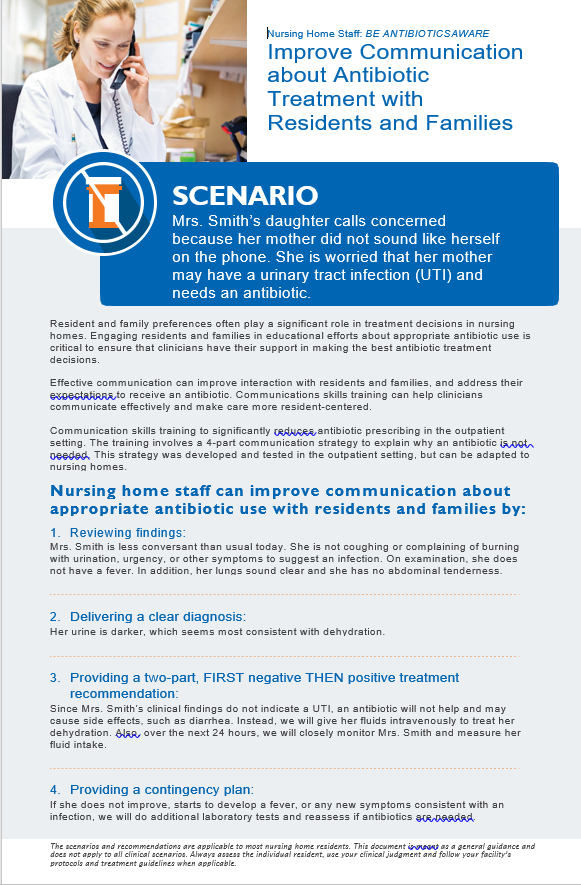 Nursing Home Staff: BE ANTIBIOTICSAWARE
Improve Communication
about Antibiotic
Treatment with
Residents and Families
SCENARIO
Mrs. Smith's daughter calls concerned
because her mother did not sound like herself
on the phone. She is worried that her mother
may have a urinary tract infection (UTI) and
needs an antibiotic.
Resident and family preferences often play a significant role in treatment decisions in nursing
homes. Engaging residents and families in educational efforts about appropriate antibiotic use is
critical to ensure that clinicians have their support in making the best antibiotic treatment
decisions.
Effective communication can improve interaction with residents and families, and address their
expectations to receive an antibiotic. Communications skills training can help clinicians
communicate effectively and make care more resident-centered.
Communication skills training to significantly reduces antibiotic prescribing in the outpatient
setting. The training involves a 4-part communication strategy to explain why an antibiotic is not
needed. This strategy was developed and tested in the outpatient setting, but can be adapted to
nursing homes.
Nursing home staff can improve communication about
appropriate antibiotic use with residents and families by:
1. Reviewing findings:
Mrs. Smith is less conversant than usual today. She is not coughing or complaining of burning
with urination, urgency, or other symptoms to suggest an infection. On examination, she does
not have a fever. In addition, her lungs sound clear and she has no abdominal tenderness.
2. Delivering a clear diagnosis:
Her urine is darker, which seems most consistent with dehydration.
3. Providing a two-part, FIRST negative THEN positive treatment
recommendation:
Since Mrs. Smith's clinical findings do not indicate a UTI, an antibiotic will not help and may
cause side effects, such as diarrhea. Instead, we will give her fluids intravenously to treat her
dehydration. Also, over the next 24 hours, we will closely monitor Mrs. Smith and measure her
fluid intake.
4. Providing a contingency plan:
If she does not improve, starts to develop a fever, or any new symptoms consistent with an
infection, we will do additional laboratory tests and reassess if antibiotics are needed.
The scenarios and recommendations are applicable to most nursing home residents. This document is meant as a general guidance and
does not apply to all clinical scenarios. Always assess the individual resident, use your clinical judgment and follow your facility's
protocols and treatment guidelines when applicable.